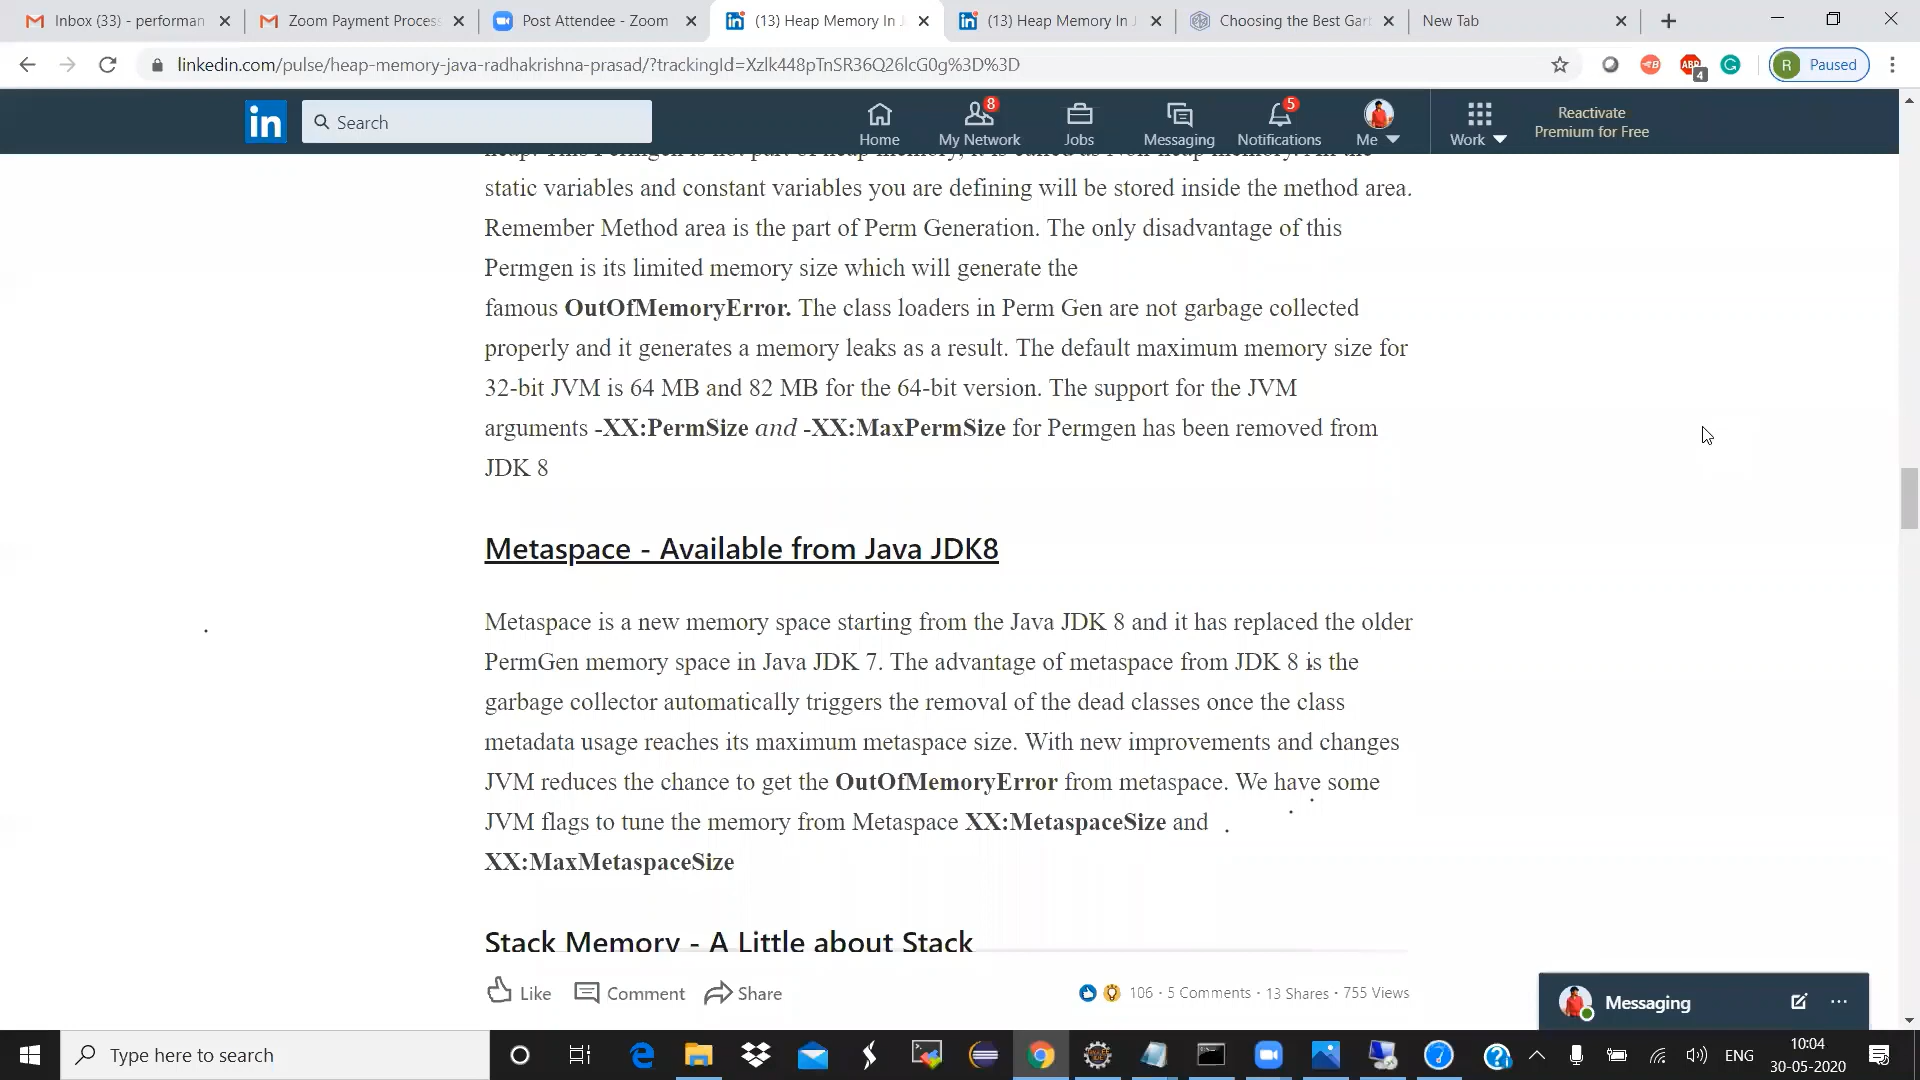 Inbox (33) - performan
Zoom Payment Process
Post Attendee - Zoom
(13) Heap Memory In J
(13) Heap Memory In J
Choosing the Best Gar
New Tab
linkedin.com/pulse/heap-memory-java-radhakrishna-prasad/?trackingId=Xzlk448pTnSR36Q26lcG0g%3D%3D
ABP
4
R
Paused
in
Search
Home
8
My Network
Jobs
Messaging
5
Notifications
Me
Work
Reactivate
Premium for Free
static variables and constant variables you are defining will be stored inside the method area.
Remember Method area is the part of Perm Generation. The only disadvantage of this
Permgen is its limited memory size which will generate the
famous OutOfMemoryError. The class loaders in Perm Gen are not garbage collected
properly and it generates a memory leaks as a result. The default maximum memory size for
32-bit JVM is 64 MB and 82 MB for the 64-bit version. The support for the JVM
arguments -XX:PermSize and -XX:MaxPermSize for Permgen has been removed from
JDK 8
Metaspace - Available from Java JDK8
Metaspace is a new memory space starting from the Java JDK 8 and it has replaced the older
PermGen memory space in Java JDK 7. The advantage of metaspace from JDK 8 is the
garbage collector automatically triggers the removal of the dead classes once the class
metadata usage reaches its maximum metaspace size. With new improvements and changes
JVM reduces the chance to get the OutOfMemoryError from metaspace. We have some
JVM flags to tune the memory from Metaspace XX:MetaspaceSize and
XX:MaxMetaspaceSize
Stack Memory - A Little about Stack
Like
Comment
Share
106 · 5 Comments · 13 Shares · 755 Views
Messaging
Type here to search
ENG
10:04
30-05-2020